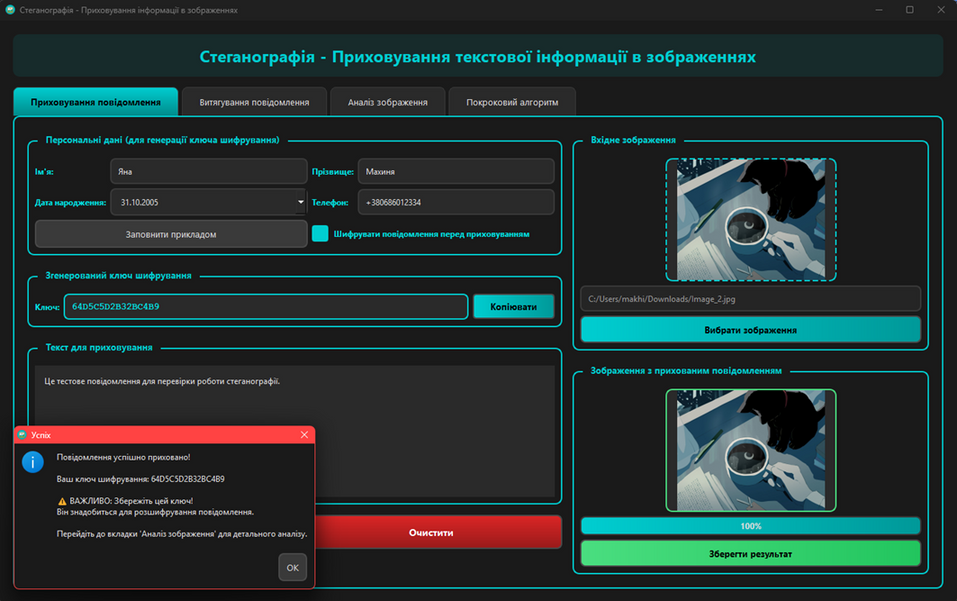 Стеганографія - Приховування інформації в зображеннях
Стеганографія - Приховування текстової інформації в зображеннях
Приховування повідомлення
Витягування повідомлення
Аналіз зображення
Покроковий алгоритм
Персональні дані (для генерації ключа шифрування)
Ім'я:
Яна
Прізвище:
Махиня
Дата народження:
31.10.2005
Телефон:
+380686012334
Заповнити прикладом
Шифрувати повідомлення перед приховуванням
Згенерований ключ шифрування
Ключ:
64D5C5D2B32BC4B9
Копіювати
Текст для приховування
Це тестове повідомлення для перевірки роботи стеганографії.
Успіх
Повідомлення успішно приховано!
Ваш ключ шифрування: 64D5C5D2B32BC4B9
ВАЖЛИВО: Збережіть цей ключ!
Він знадобиться для розшифрування повідомлення.
Перейдіть до вкладки 'Аналіз зображення' для детального аналізу.
OK
Очистити
Вхідне зображення
C:/Users/makhi/Downloads/Image_2.jpg
Вибрати зображення
Зображення з прихованим повідомленням
100%
Зберегти результат